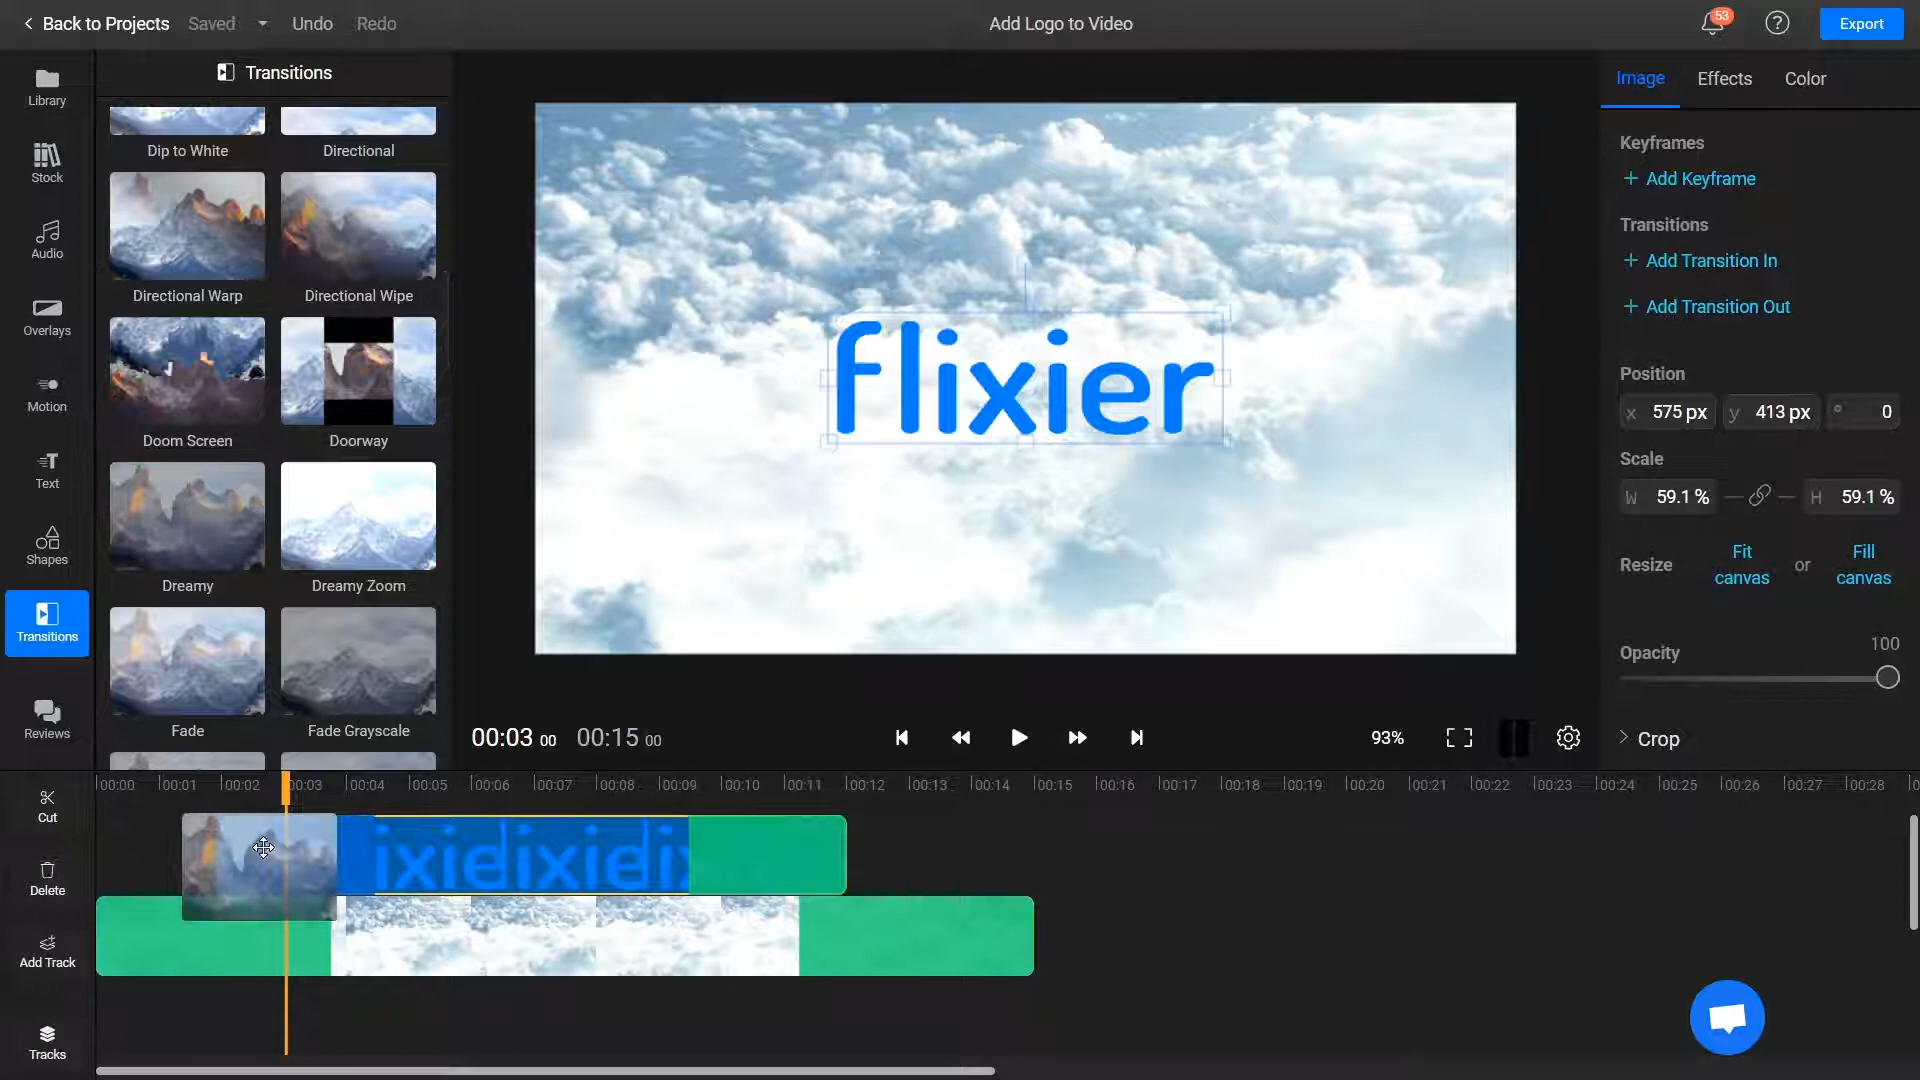 Back to Projects Saved Undo Redo Add Logo to Video 53 ? Export
Library
Stock
Audio
Overlays
Motion
Text
Shapes
Transitions
Reviews
Transitions
Dip to White Directional
Directional Warp Directional Wipe
Doom Screen Doorway
Dreamy Dreamy Zoom
Fade Fade Grayscale
flixier
00:03 00 00:15 00
93%
Image Effects Color
Keyframes
+ Add Keyframe
Transitions
+ Add Transition In
+ Add Transition Out
Position
x 575 px y 413 px ° 0
Scale
W 59.1 % H 59.1 %
Resize Fit canvas or Fill canvas
Opacity 100
Crop
00:00 00:01 00:02 00:03 00:04 00:05 00:06 00:07 00:08 00:09 00:10 00:11 00:12 00:13 00:14 00:15 00:16 00:17 00:18 00:19 00:20 00:21 00:22 00:23 00:24 00:25 00:26 00:27 00:28
Cut
Delete
Add Track
Tracks